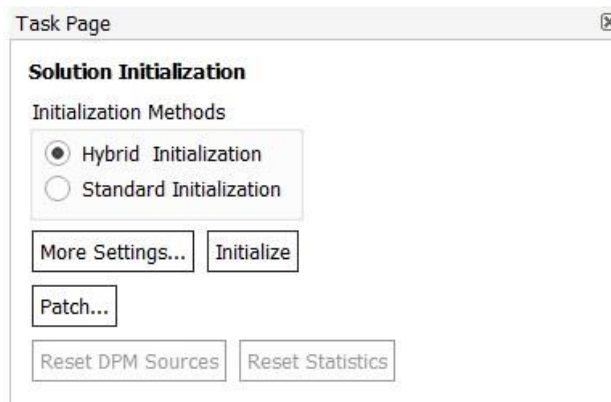 Task Page
Solution Initialization
Initialization Methods
Hybrid Initialization
Standard Initialization
More Settings... Initialize
Patch...
Reset DPM Sources Reset Statistics